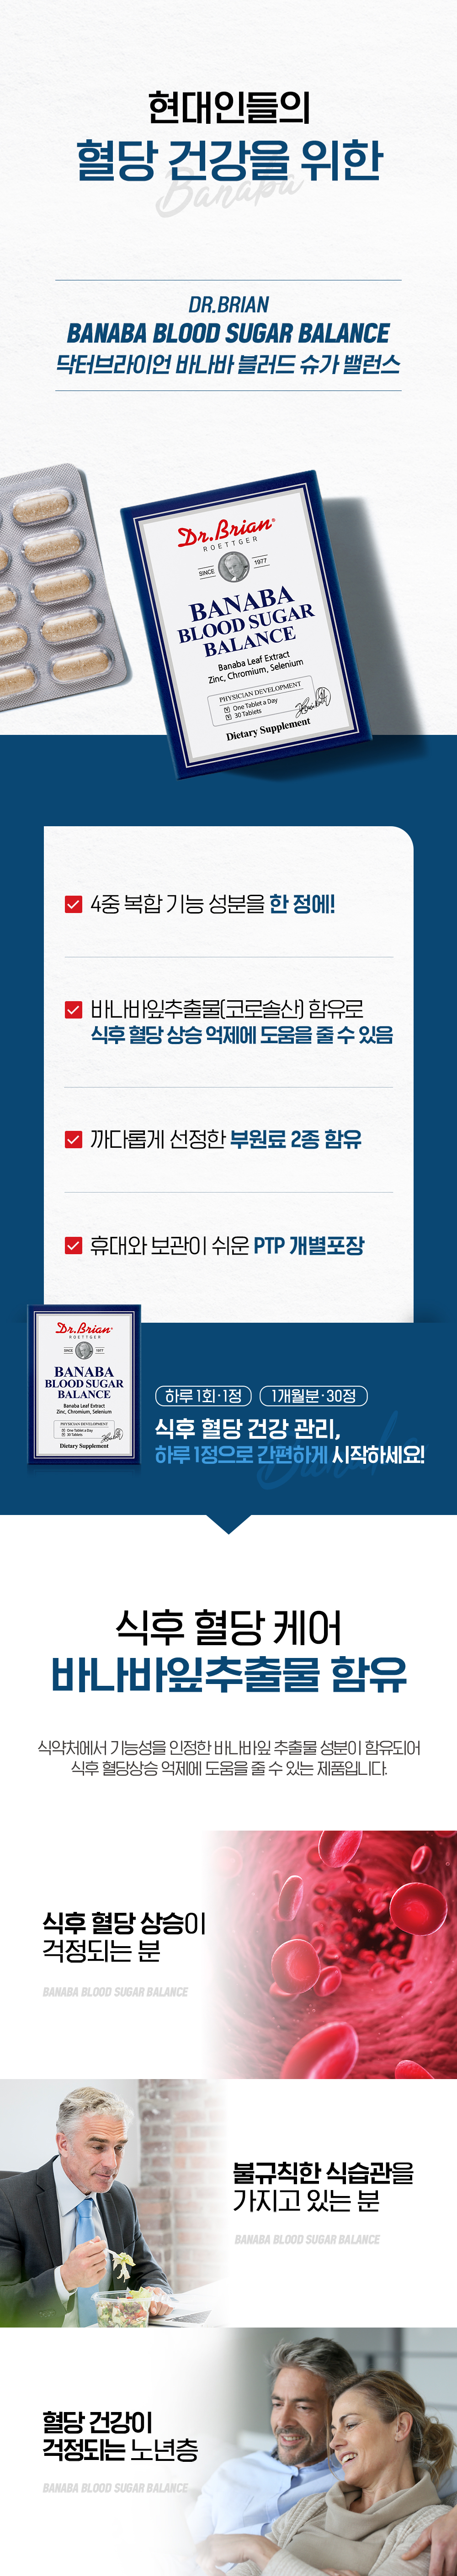 현대인들의
혈당 건강을 위한
Banaba
DR.BRIAN
BANABA BLOOD SUGAR BALANCE
닥터브라이언 바나바 블러드 슈가 밸런스
Dr.Brian®
ROETTGER
SINCE 1977
BANABA
BLOOD SUGAR
BALANCE
Banaba Leaf Extract
Zinc, Chromium, Selenium
PHYSICIAN DEVELOPMENT
One Tablet a Day
30 Tablets
Dietary Supplement
4중 복합 기능 성분을 한 정에!
바나바잎추출물(코로솔산) 함유로
식후 혈당 상승 억제에 도움을 줄 수 있음
까다롭게 선정한 부원료 2종 함유
휴대와 보관이 쉬운 PTP 개별포장
Dr.Brian®
ROETTGER
SINCE 1977
BANABA
BLOOD SUGAR
BALANCE
Banaba Leaf Extract
Zinc, Chromium, Selenium
PHYSICIAN DEVELOPMENT
One Tablet a Day
30 Tablets
Dietary Supplement
하루 1회·1정 1개월분·30정
식후 혈당 건강 관리,
하루 1정으로 간편하게 시작하세요!
Banaba
식후 혈당 케어
바나바잎추출물 함유
식약처에서 기능성을 인정한 바나바잎 추출물 성분이 함유되어
식후 혈당상승 억제에 도움을 줄 수 있는 제품입니다.
식후 혈당 상승이
걱정되는 분
BANABA BLOOD SUGAR BALANCE
불규칙한 식습관을
가지고 있는 분
BANABA BLOOD SUGAR BALANCE
혈당 건강이
걱정되는 노년층
BANABA BLOOD SUGAR BALANCE